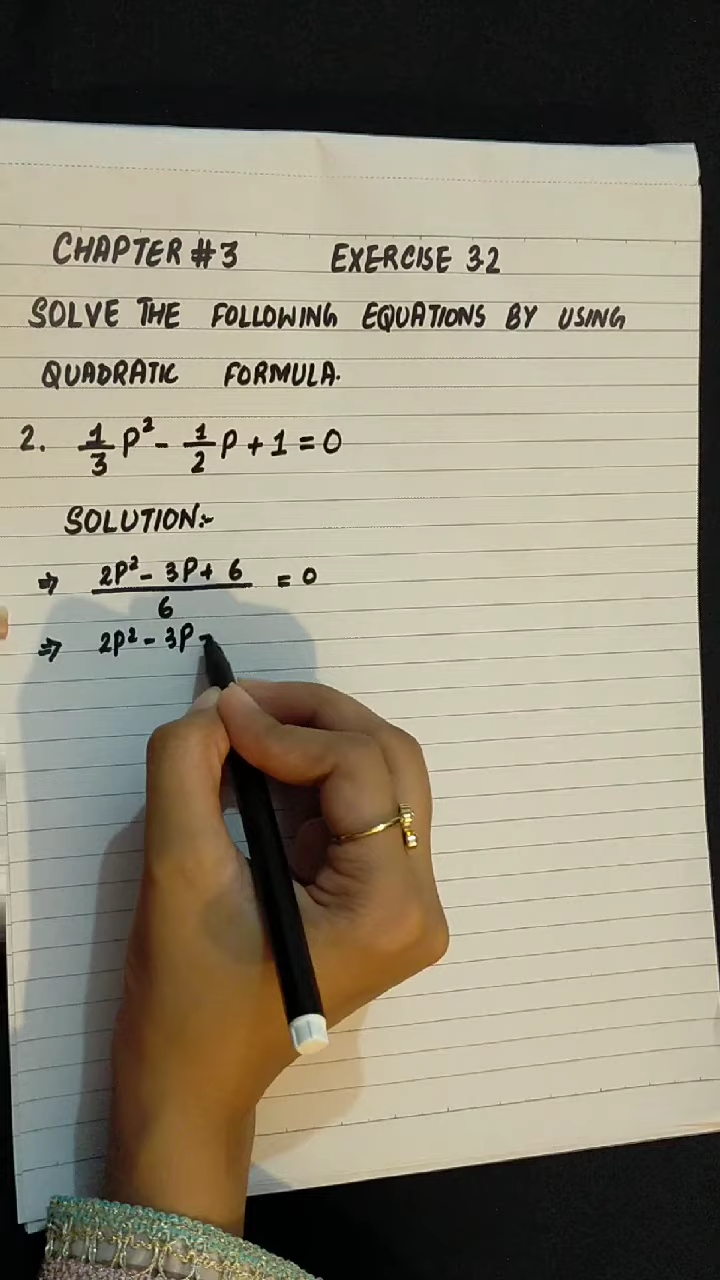 CHAPTER #3 EXERCISE 3.2
SOLVE THE FOLLOWING EQUATIONS BY USING
QUADRATIC FORMULA.
2. 1/3 P² - 1/2 P + 1 = 0
SOLUTION:-
⇒ (2P² - 3P + 6)/6 = 0
⇒ 2P² - 3P -